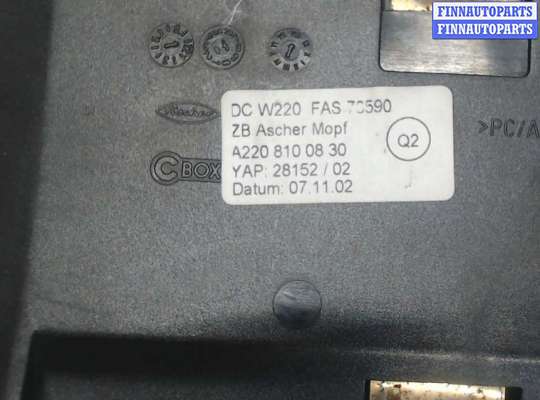 FINNAUTOPARTS
FINNAUTOPARTS
DC W220 FAS 76590
ZB Ascher Mopf
A220 810 08 30
YAP: 28152 / 02
Datum: 07.11.02
Q2
>PC/A
C BOX